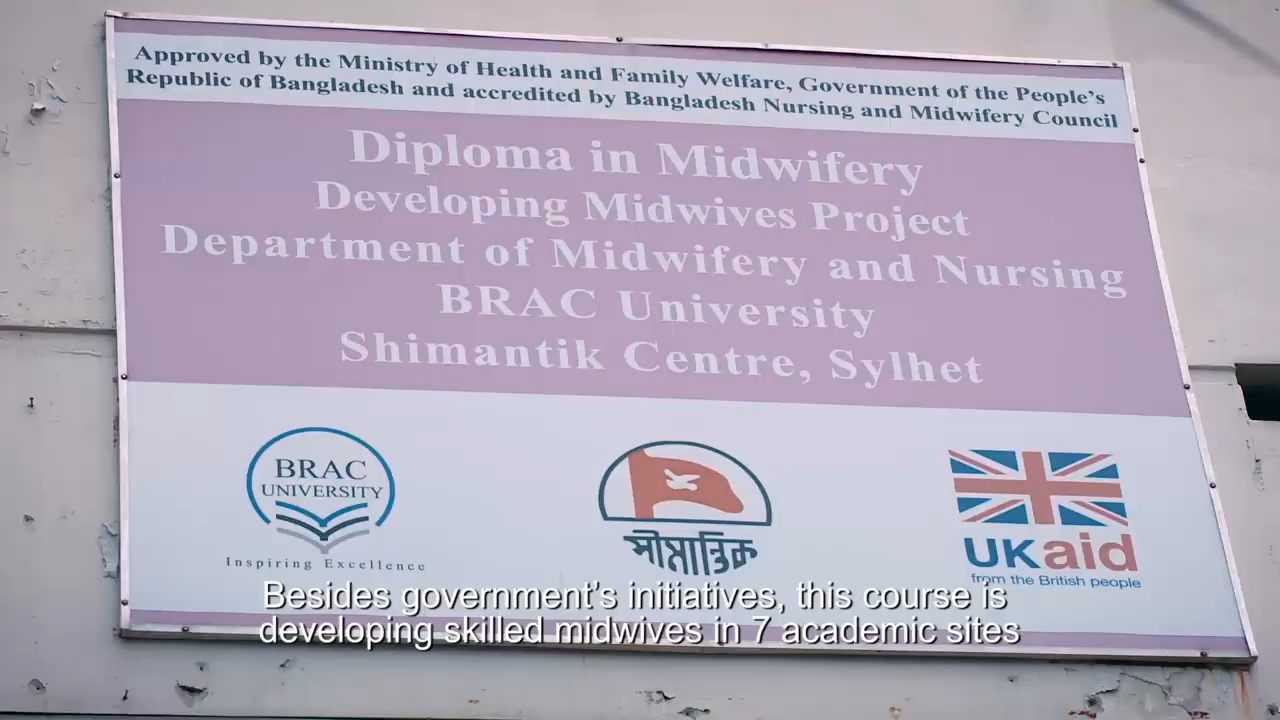 Approved by the Ministry of Health and Family Welfare, Government of the People's
Republic of Bangladesh and accredited by Bangladesh Nursing and Midwifery Council
Diploma in Midwifery
Developing Midwives Project
Department of Midwifery and Nursing
BRAC University
Shimantik Centre, Sylhet
BRAC
UNIVERSITY
Inspiring Excellence
সীমান্তিক
UKaid
from the British people
Besides government's initiatives, this course is
developing skilled midwives in 7 academic sites